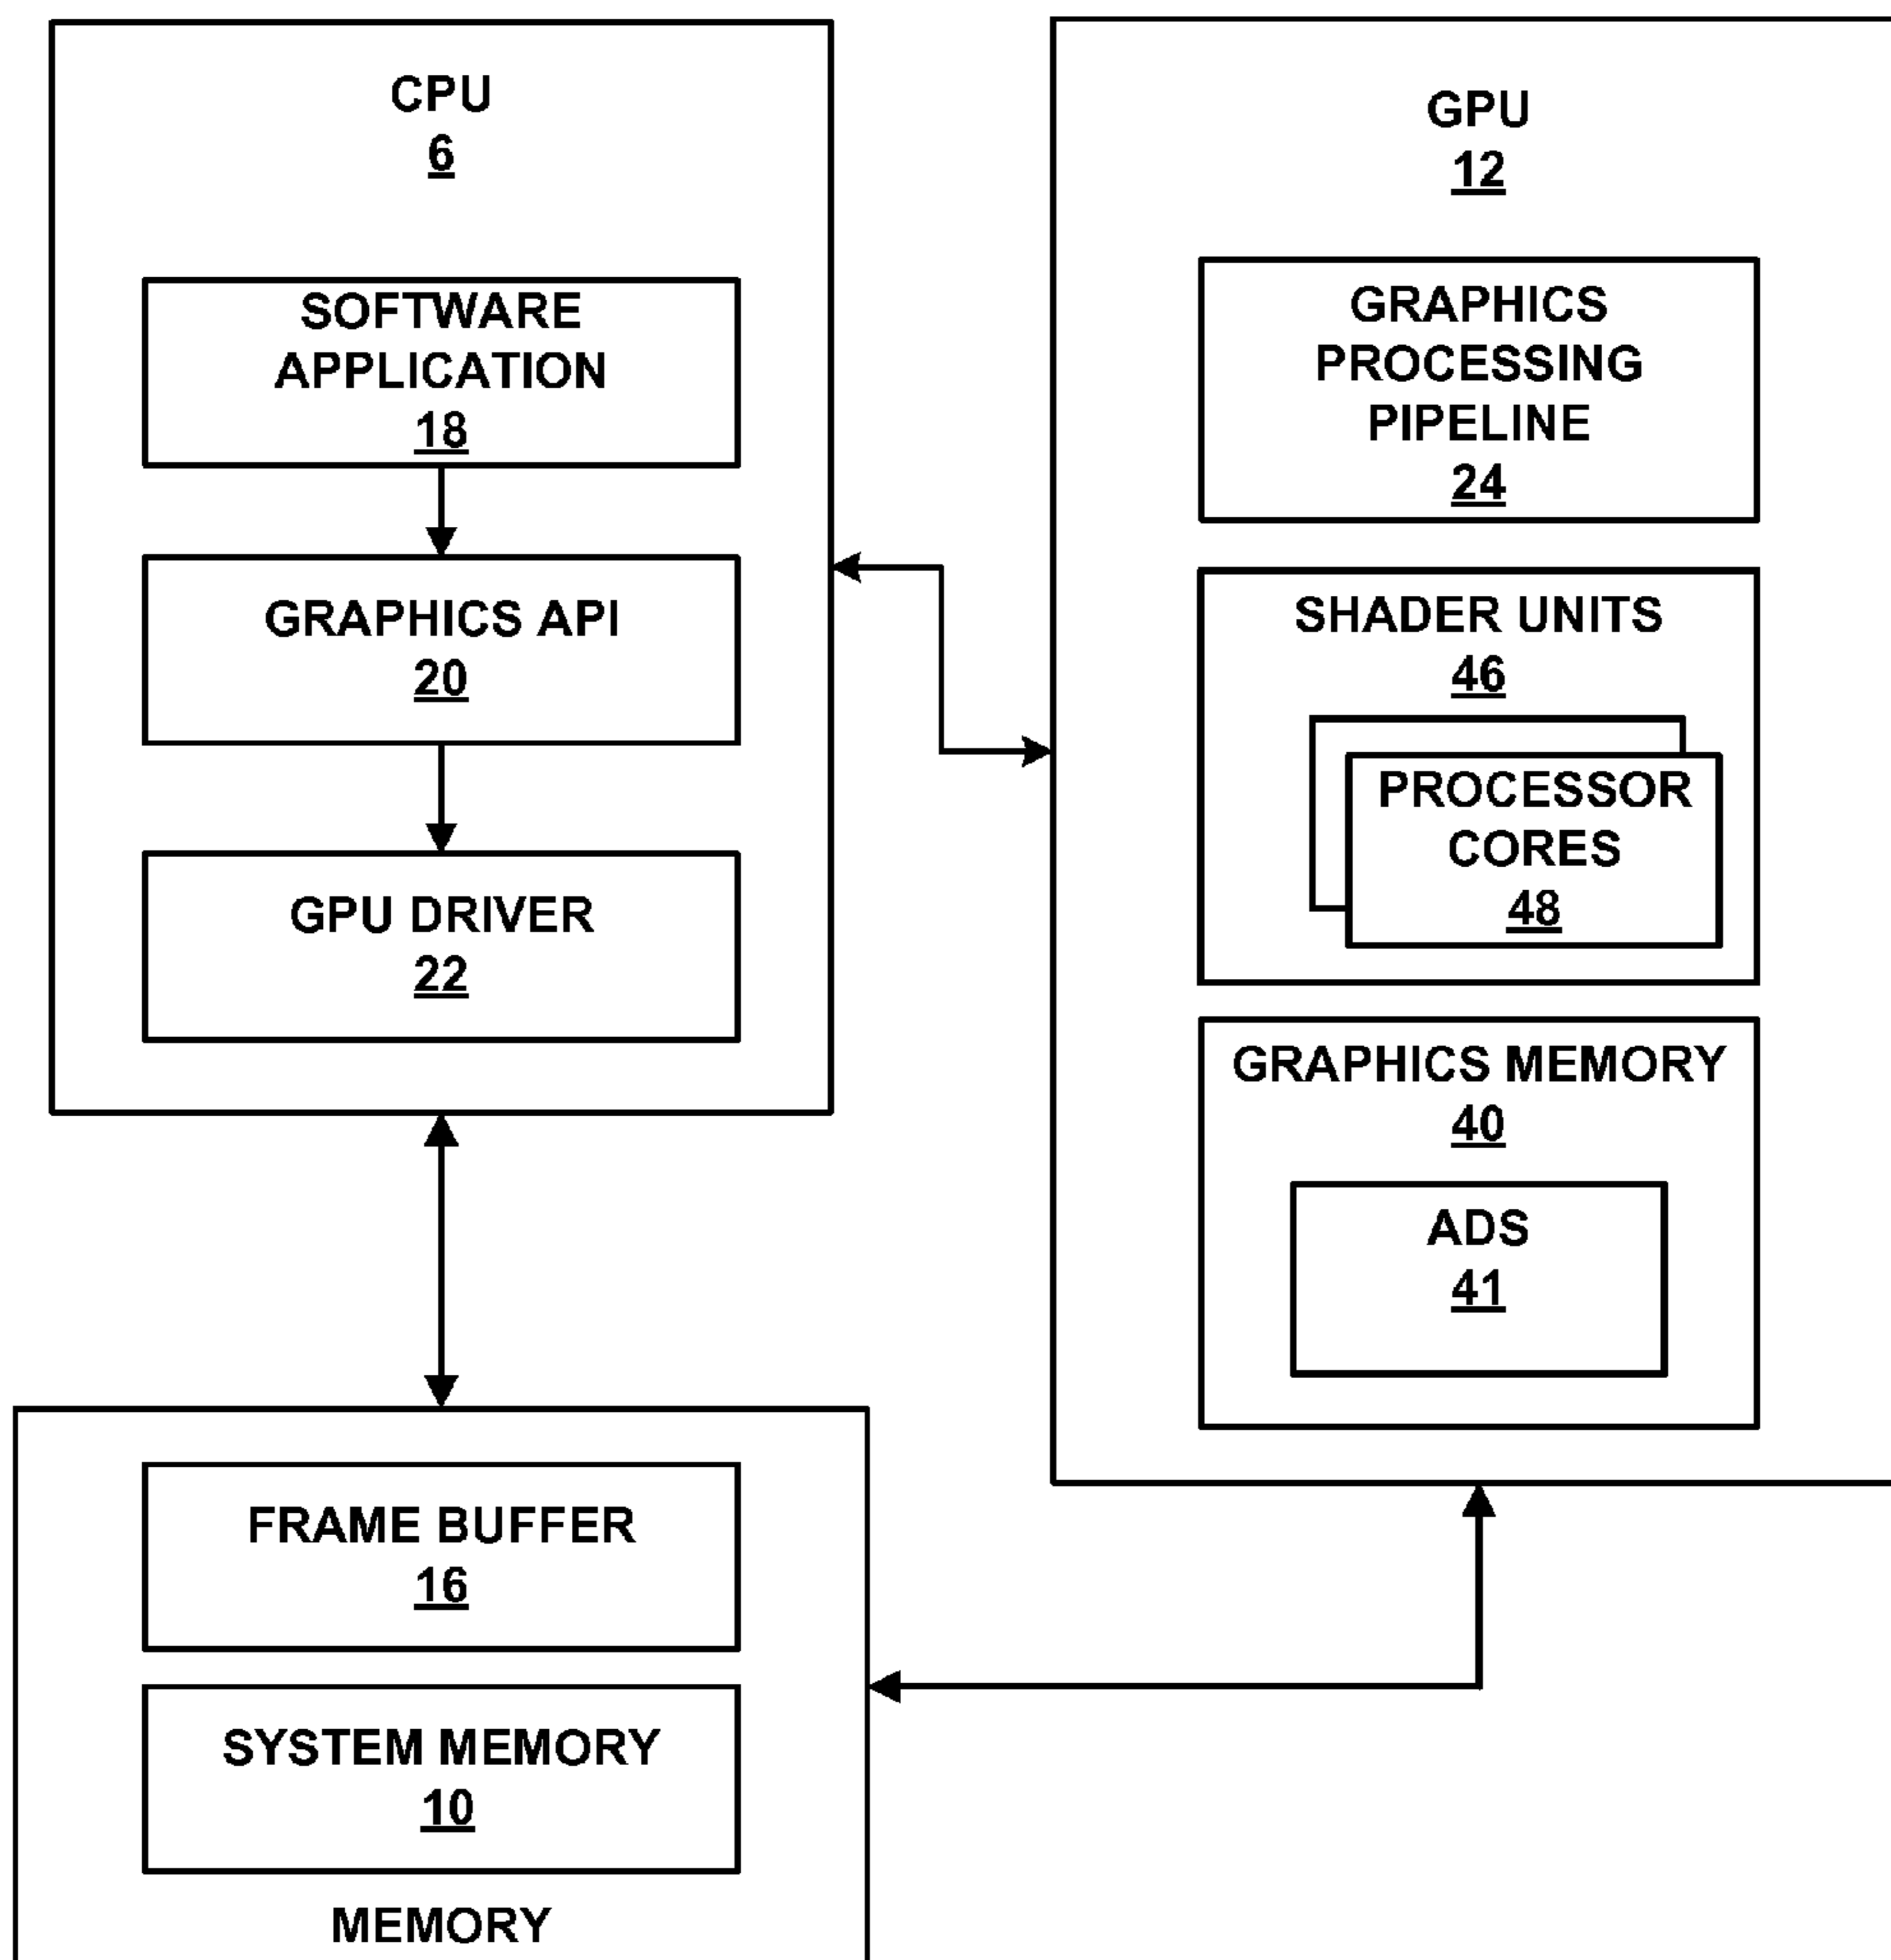 CPU
6
SOFTWARE
APPLICATION
18
GRAPHICS API
20
GPU DRIVER
22
GPU
12
GRAPHICS
PROCESSING
PIPELINE
24
SHADER UNITS
46
PROCESSOR
CORES
48
GRAPHICS MEMORY
40
ADS
41
FRAME BUFFER
16
SYSTEM MEMORY
10
MEMORY